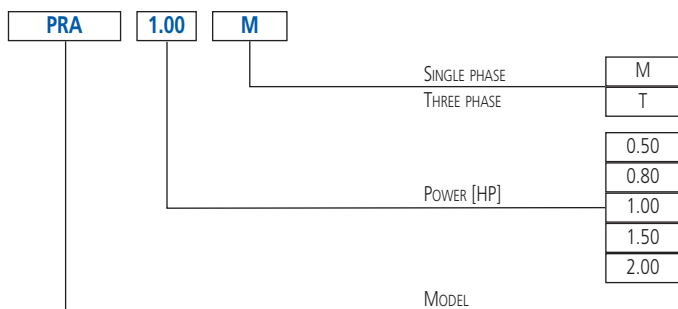 PRA 1.00 M
SINGLE PHASE M
THREE PHASE T
0.50
0.80
POWER [HP] 1.00
1.50
2.00
MODEL